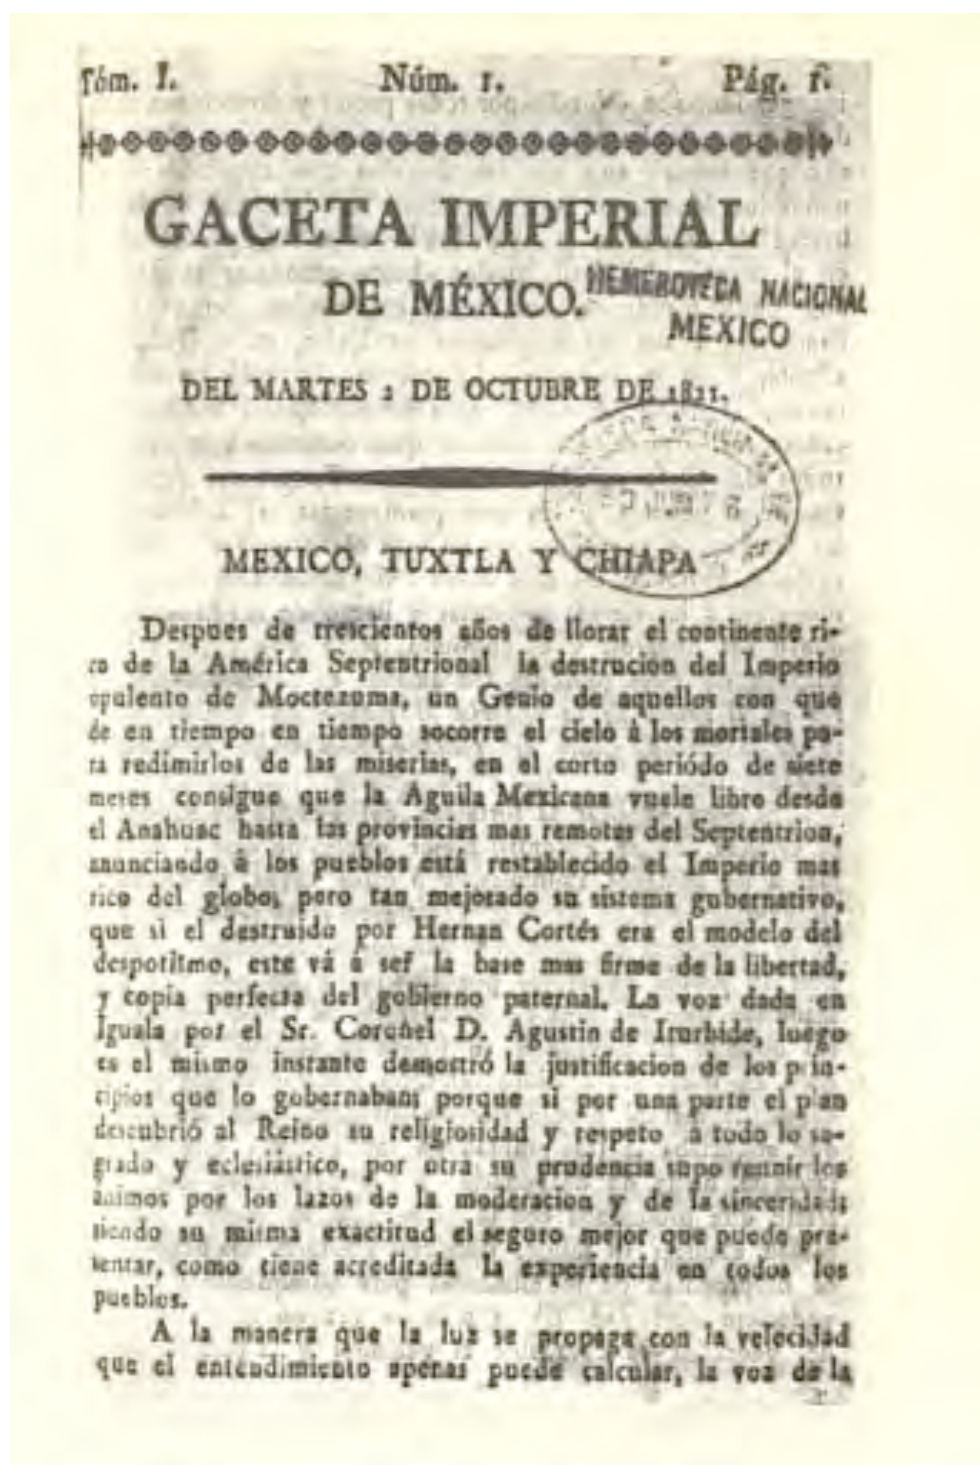 Tóm. I. Núm. 1. Pág. 1.
GACETA IMPERIAL
DE MÉXICO.
HEMEROTECA NACIONAL
MEXICO
DEL MARTES 2 DE OCTUBRE DE 1821.
MEXICO, TUXTLA Y CHIAPA
Despues de trescientos años de llorar el continente ri-
co de la América Septentrional la destrucion del Imperio
opulento de Moctezuma, un Genio de aquellos con que
de en tiempo en tiempo socorre el cielo à los mortales pa-
ra redimirlos de las miserias, en el corto periódo de siete
meses consigue que la Aguila Mexicana vuele libre desde
el Anahuac hasta las provincias mas remotas del Septentrion,
anunciando à los pueblos está restablecido el Imperio mas
rico del globo; pero tan mejorado su sistema gubernativo,
que si el destruido por Hernan Cortés era el modelo del
despotismo, este vá á ser la base mas firme de la libertad,
y copia perfecta del gobierno paternal. La voz dada en
Iguala por el Sr. Coronel D. Agustin de Iturbide, luego
en el mismo instante demostró la justificacion de los prin-
cipios que lo gobernaban; porque si por una parte el plan
descubrió al Reino su religiosidad y respeto à todo lo sa-
grado y eclesiástico, por otra su prudencia supo reunir los
ánimos por los lazos de la moderacion y de la sinceridad;
siendo su misma exactitud el seguro mejor que puede pre-
sentar, como tiene acreditada la experiencia en todos los
pueblos.
A la manera que la luz se propaga con la velocidad
que el entendimiento apenas puede calcular, la voz de la